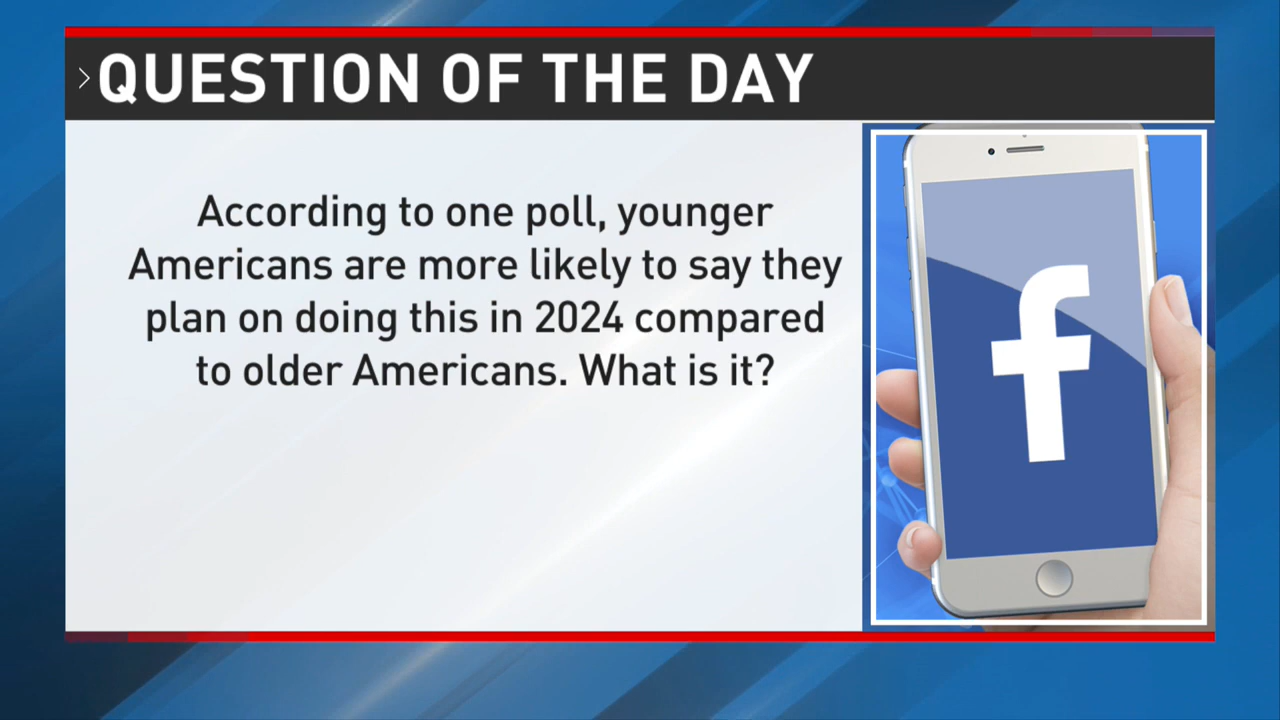 >QUESTION OF THE DAY
According to one poll, younger
Americans are more likely to say they
plan on doing this in 2024 compared
to older Americans. What is it?
f